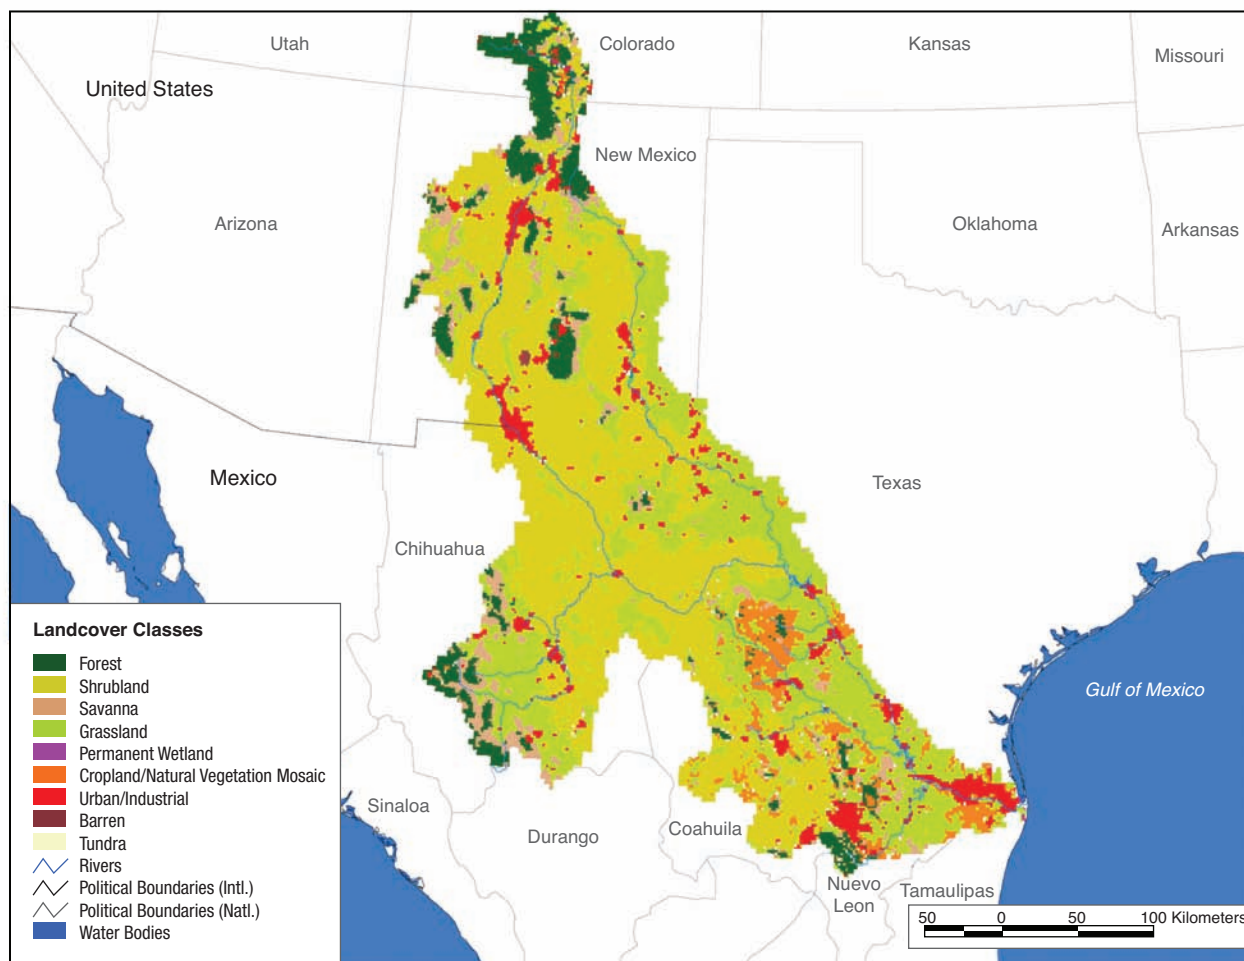 Utah
Colorado
Kansas
Missouri
United States
New Mexico
Arizona
Oklahoma
Arkansas
Mexico
Texas
Chihuahua
Gulf of Mexico
Sinaloa
Durango
Coahuila
Nuevo
Leon
Tamaulipas
Landcover Classes
Forest
Shrubland
Savanna
Grassland
Permanent Wetland
Cropland/Natural Vegetation Mosaic
Urban/Industrial
Barren
Tundra
Rivers
Political Boundaries (Intl.)
Political Boundaries (Natl.)
Water Bodies
50 0 50 100 Kilometers